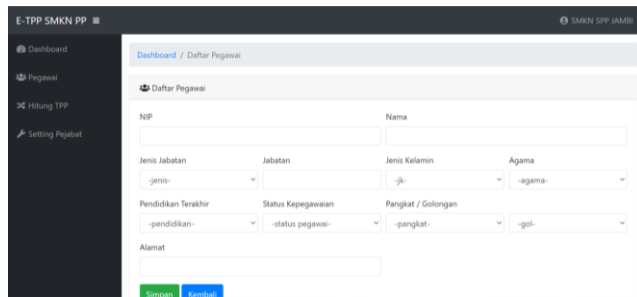 E-TPP SMKN PP
SMKN SPP JAMBI
Dashboard
Pegawai
Hitung TPP
Setting Pejabat
Dashboard / Daftar Pegawai
Daftar Pegawai
NIP Nama
Jenis Jabatan Jabatan Jenis Kelamin Agama
-jenis- -jk- -agama-
Pendidikan Terakhir Status Kepegawaian Pangkat / Golongan
-pendidikan- -status pegawai- -pangkat- -gol-
Alamat
Simpan Kembali